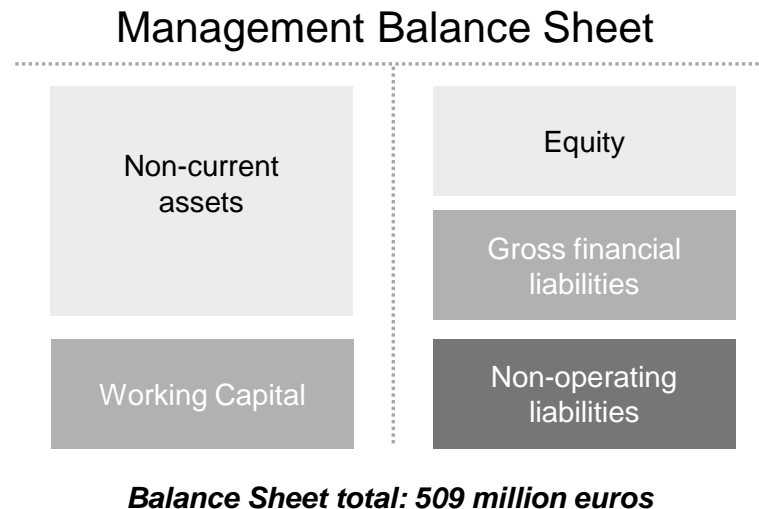 Management Balance Sheet
Non-current
assets
Working Capital
Equity
Gross financial
liabilities
Non-operating
liabilities
Balance Sheet total: 509 million euros